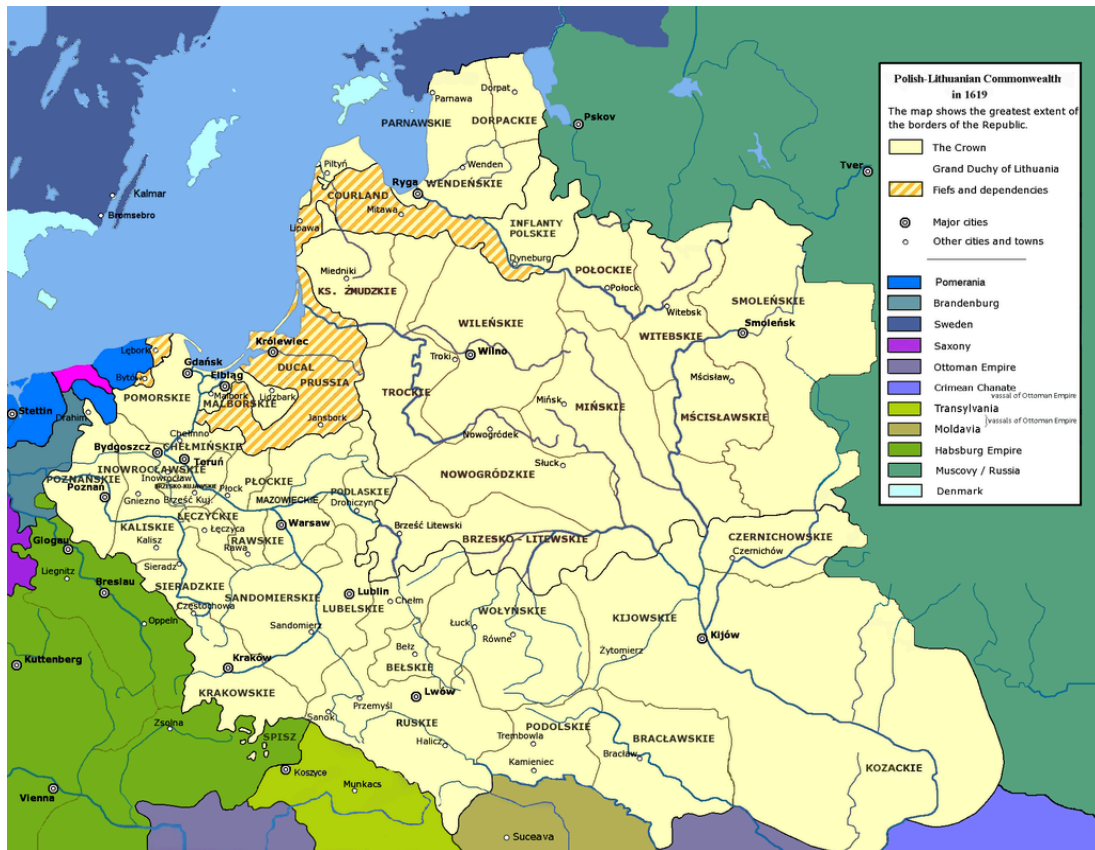 Polish-Lithuanian Commonwealth
in 1619
The map shows the greatest extent of
the borders of the Republic.
The Crown
Grand Duchy of Lithuania
Fiefs and dependencies
Major cities
Other cities and towns
Pomerania
Brandenburg
Sweden
Saxony
Ottoman Empire
Crimean Chanate
vassal of Ottoman Empire
Transylvania
vassals of Ottoman Empire
Moldavia
Habsburg Empire
Muscovy / Russia
Denmark
Parnawa
Dorpat
PARNAWSKIE
DORPACKIE
Pskov
Tver
Piltyń
Wenden
Kalmar
Ryga
WENDEŃSKIE
COURLAND
Mitawa
Bromsebro
Lipawa
INFLANTY
POLSKIE
Dyneburg
Miedniki
POŁOCKIE
KS. ŻMUDZKIE
Połock
SMOLEŃSKIE
Witebsk
WILEŃSKIE
WITEBSKIE
Smoleńsk
Królewiec
Lębork
Troki
Wilno
Gdańsk
DUCAL
Bytów
Elbląg
PRUSSIA
Malbork
Lidzbark
POMORSKIE
MALBORSKIE
TROCKIE
Mińsk
MIŃSKIE
Mścisław
Stettin
Drahim
Jansbork
MŚCISŁAWSKIE
Chełmno
Nowogródek
Bydgoszcz
CHEŁMIŃSKIE
Toruń
Słuck
INOWROCŁAWSKIE
NOWOGRÓDZKIE
POZNAŃSKIE
Inowrocław
PŁOCKIE
BRZESKO-KUJAWSKIE
Poznań
Gniezno
Brześć Kuj.
Płock
MAZOWIECKIE
PODLASKIE
Drohiczyn
ŁĘCZYCKIE
KALISKIE
Łęczyca
Warsaw
Brześć Litewski
Glogau
Kalisz
RAWSKIE
Rawa
BRZESKO - LITEWSKIE
CZERNICHOWSKIE
Czernichów
Liegnitz
Sieradz
SIERADZKIE
Breslau
SANDOMIERSKIE
Lublin
LUBELSKIE
Chełm
Częstochowa
WOŁYŃSKIE
KIJOWSKIE
Oppeln
Sandomierz
Łuck
Równe
Kijów
Bełz
Żytomierz
Kuttenberg
Kraków
BEŁSKIE
KRAKOWSKIE
Lwów
Przemyśl
Sanok
Zsolna
RUSKIE
PODOLSKIE
SPISZ
Halicz
Trembowla
BRACŁAWSKIE
Bracław
Koszyce
Kamieniec
KOZACKIE
Vienna
Munkacs
Suceava